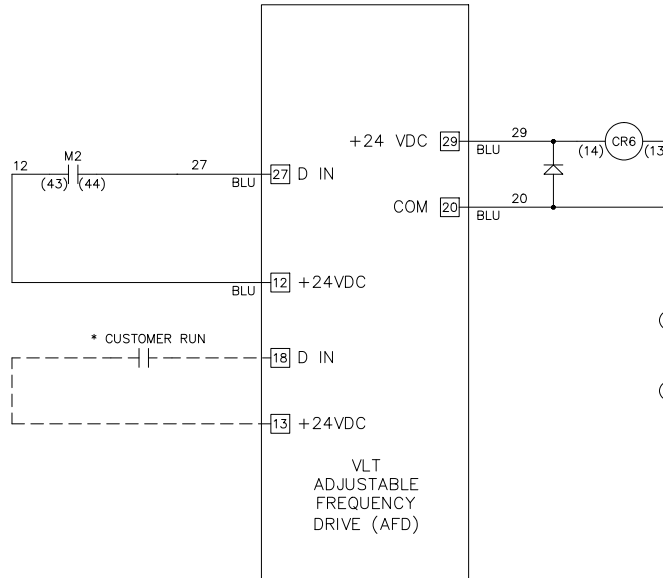 +24 VDC 29 29 CR6
BLU (14) (13
12 M2 27
(43) (44) BLU 27 D IN
COM 20 20
BLU
12 +24VDC
BLU
(
* CUSTOMER RUN
18 D IN
(
13 +24VDC
VLT
ADJUSTABLE
FREQUENCY
DRIVE (AFD)